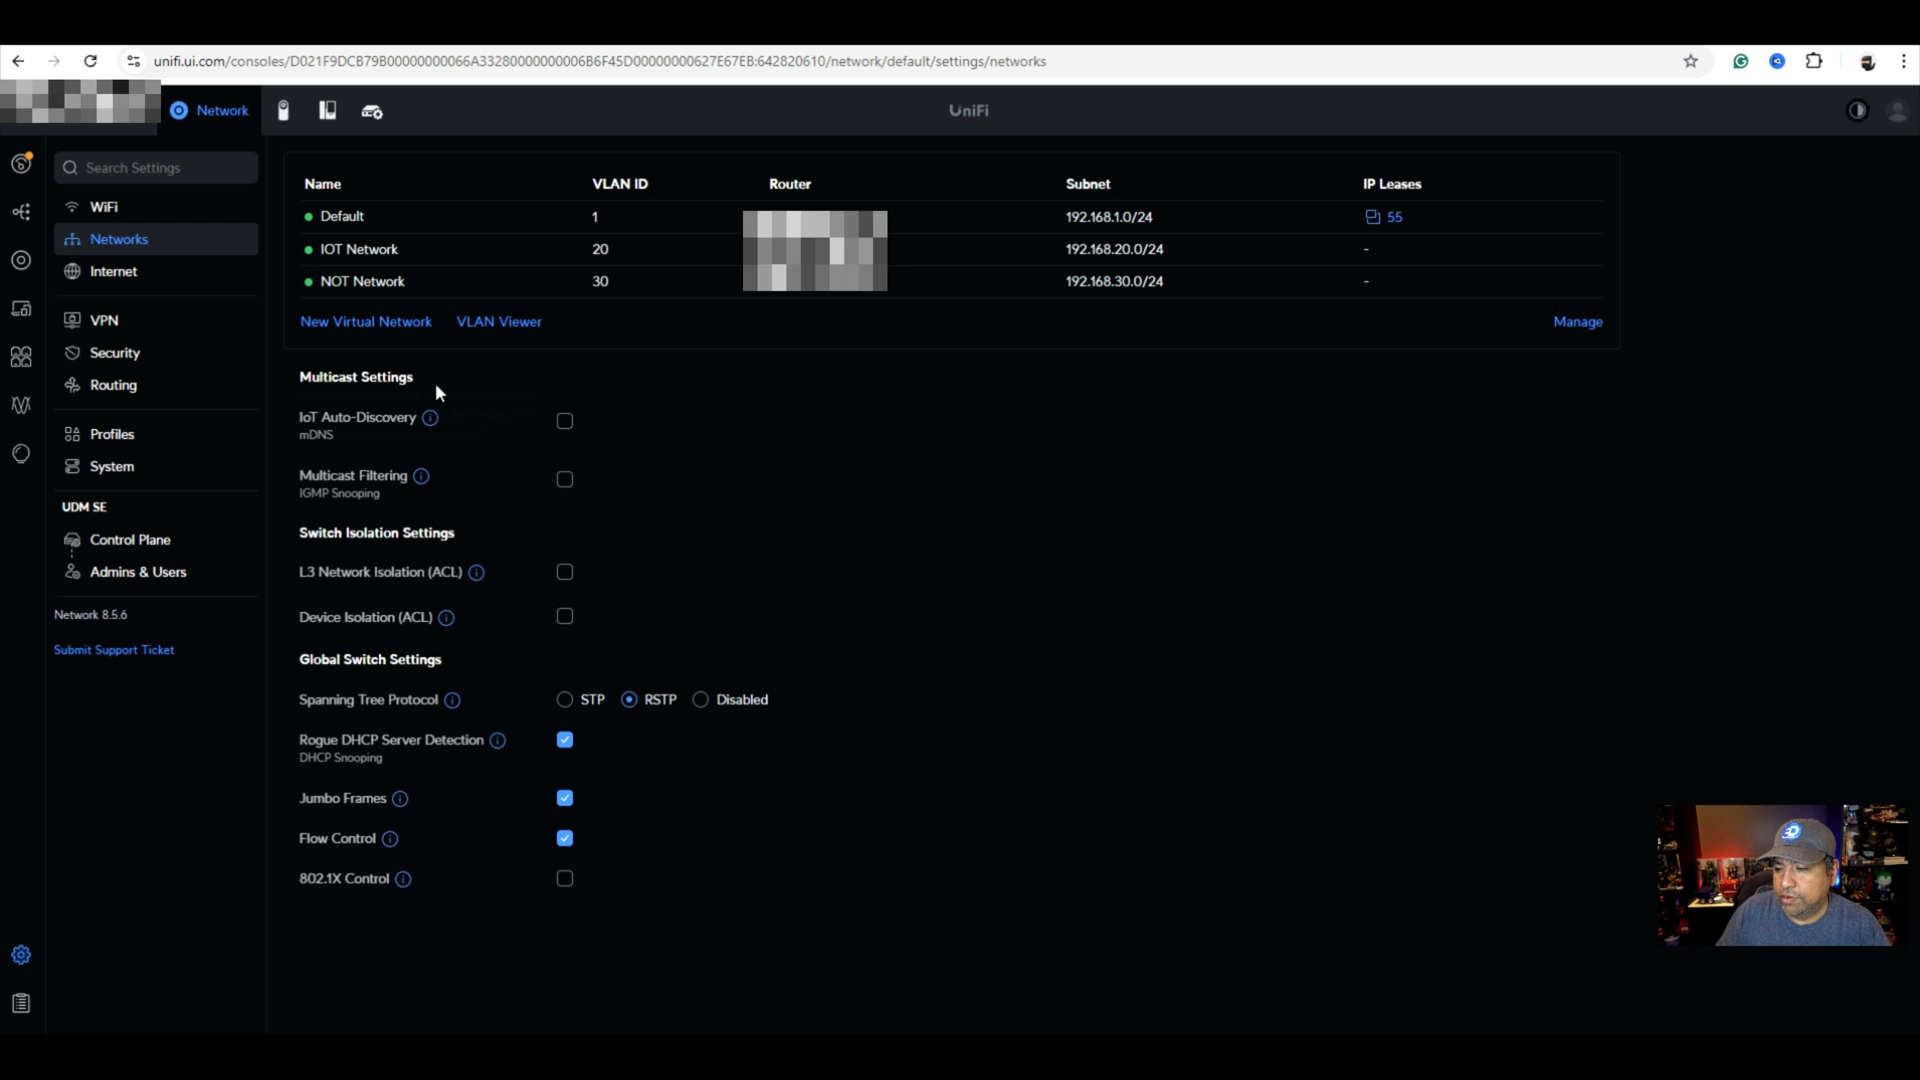 unifi.ui.com/consoles/D021F9DCB79B00000000066A33280000000006B6F45D00000000627E67EB:642820610/network/default/settings/networks
Network
UniFi
Search Settings
WiFi
Networks
Internet
VPN
Security
Routing
Profiles
System
UDM SE
Control Plane
Admins & Users
Network 8.5.6
Submit Support Ticket
Name VLAN ID Router Subnet IP Leases
Default 1 192.168.1.0/24 55
IOT Network 20 192.168.20.0/24 -
NOT Network 30 192.168.30.0/24 -
New Virtual Network VLAN Viewer Manage
Multicast Settings
IoT Auto-Discovery
mDNS
Multicast Filtering
IGMP Snooping
Switch Isolation Settings
L3 Network Isolation (ACL)
Device Isolation (ACL)
Global Switch Settings
Spanning Tree Protocol STP RSTP Disabled
Rogue DHCP Server Detection
DHCP Snooping
Jumbo Frames
Flow Control
802.1X Control